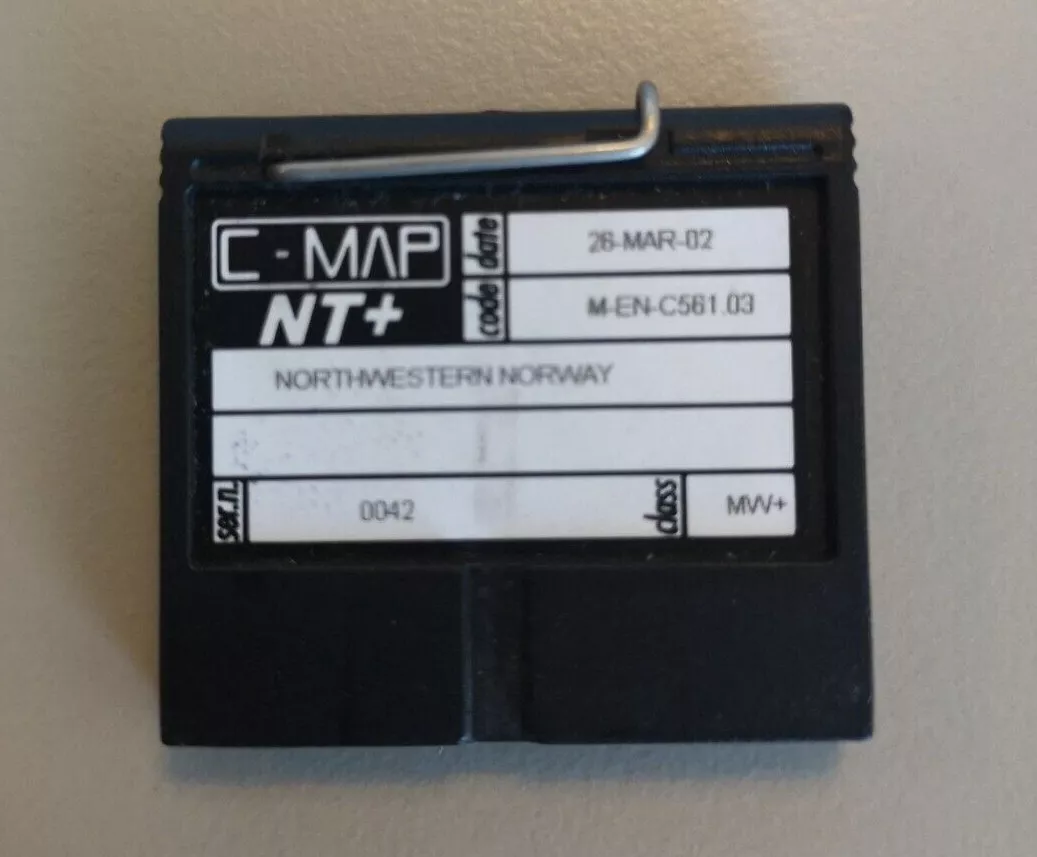 C-MAP
NT+
date 26-MAR-02
code M-EN-C561.03
NORTHWESTERN NORWAY
ser.n. 0042 class MW+